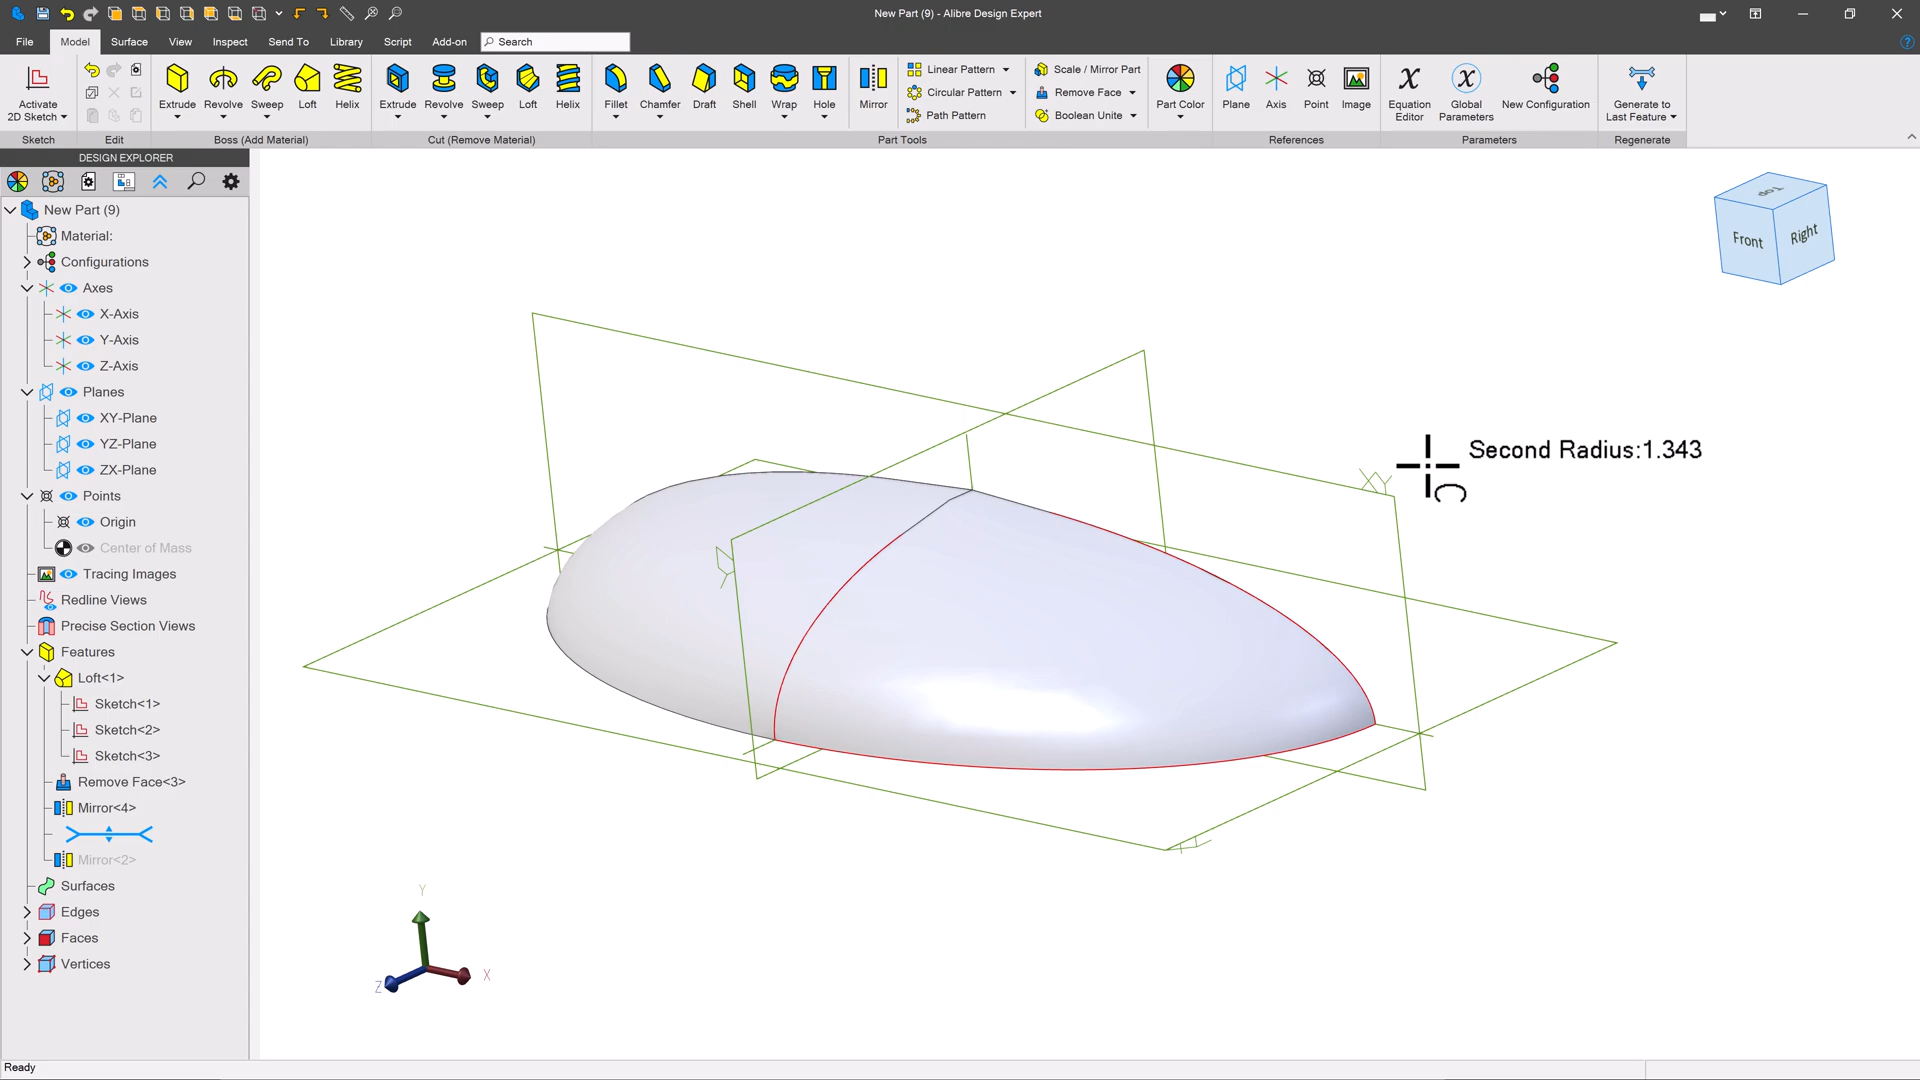 New Part (9) - Alibre Design Expert
File Model Surface View Inspect Send To Library Script Add-on Search
Activate
2D Sketch
Sketch
Edit
Extrude Revolve Sweep Loft Helix
Boss (Add Material)
Extrude Revolve Sweep Loft Helix
Cut (Remove Material)
Fillet Chamfer Draft Shell Wrap Hole Mirror
Linear Pattern
Circular Pattern
Path Pattern
Scale / Mirror Part
Remove Face
Boolean Unite
Part Color
Part Tools
Plane Axis Point Image
References
Equation
Editor
Global
Parameters
New Configuration
Parameters
Generate to
Last Feature
Regenerate
DESIGN EXPLORER
New Part (9)
Material:
Configurations
Axes
X-Axis
Y-Axis
Z-Axis
Planes
XY-Plane
YZ-Plane
ZX-Plane
Points
Origin
Center of Mass
Tracing Images
Redline Views
Precise Section Views
Features
Loft<1>
Sketch<1>
Sketch<2>
Sketch<3>
Remove Face<3>
Mirror<4>
Mirror<2>
Surfaces
Edges
Faces
Vertices
Top
Front
Right
Second Radius:1.343
XY
Y
Z
X
Ready